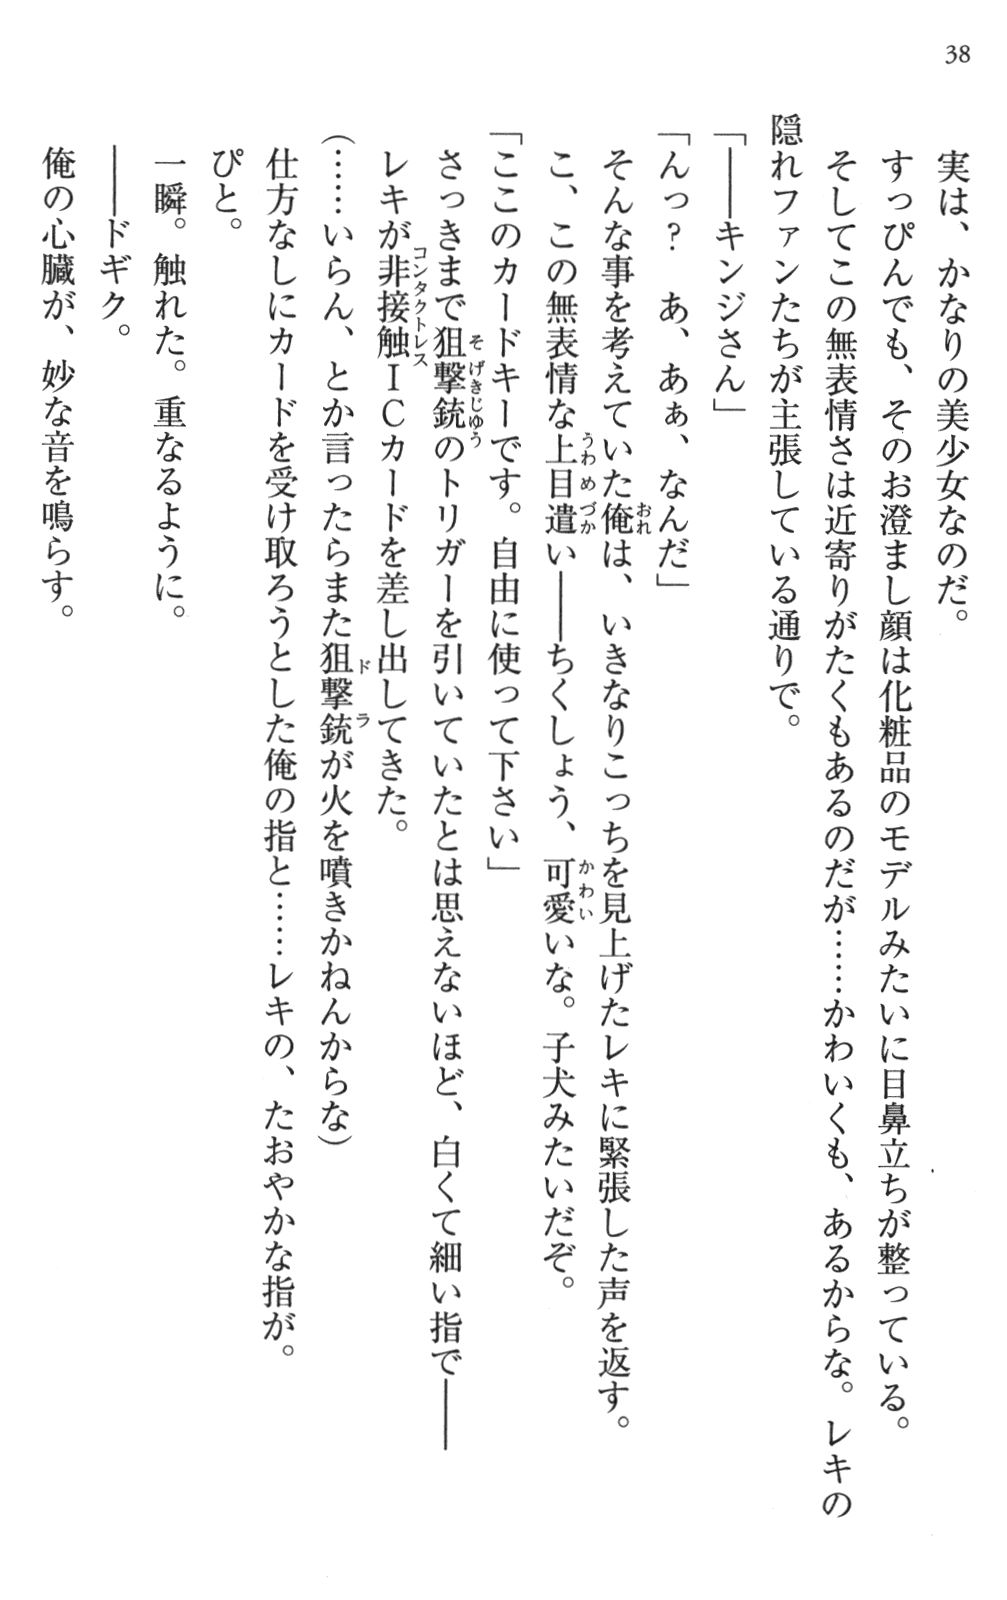 38
実は、かなりの美少女なのだ。
すっぴんでも、そのお澄まし顔は化粧品のモデルみたいに目鼻立ちが整っている。
そしてこの無表情さは近寄りがたくもあるのだが……かわいくも、あるからな。レキの
隠れファンたちが主張している通りで。
「――キンジさん」
「んっ？　あ、あぁ、なんだ」
そんな事を考えていた俺は、いきなりこっちを見上げたレキに緊張した声を返す。
こ、この無表情な上目遣い――ちくしょう、可愛いな。子犬みたいだぞ。
「ここのカードキーです。自由に使って下さい」
さっきまで狙撃銃のトリガーを引いていたとは思えないほど、白くて細い指で――
レキが非接触ＩＣカードを差し出してきた。
（……いらん、とか言ったらまた狙撃銃が火を噴きかねんからな）
仕方なしにカードを受け取ろうとした俺の指と……レキの、たおやかな指が。
ぴと。
一瞬。触れた。重なるように。
――ドギク。
俺の心臓が、妙な音を鳴らす。